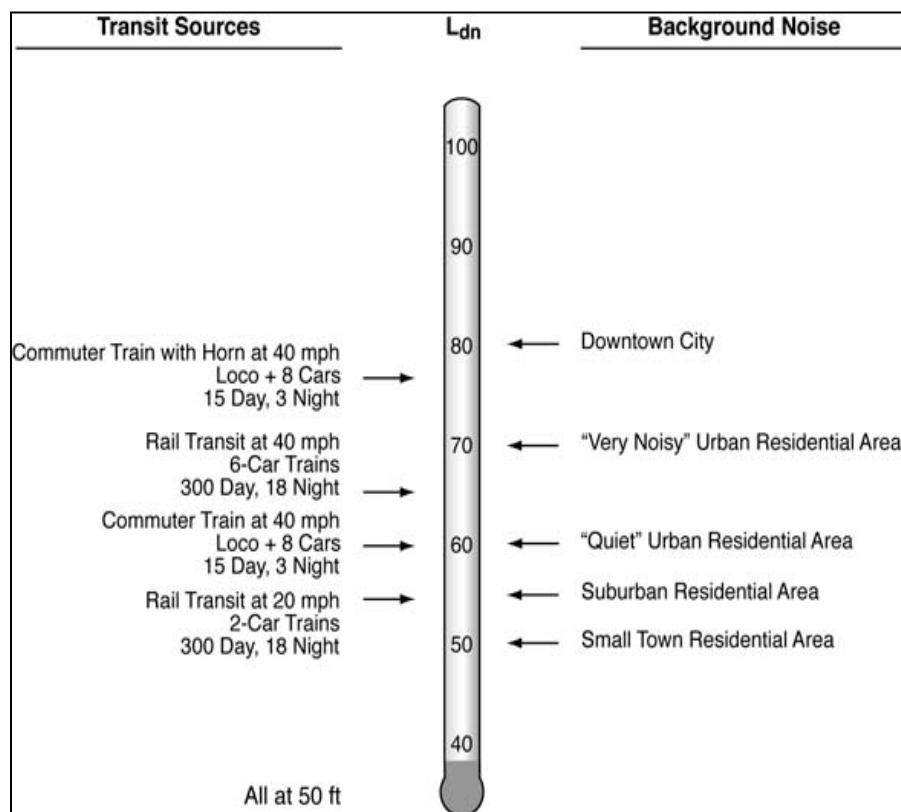 Transit Sources
Ldn
Background Noise
100
90
80
70
60
50
40
Commuter Train with Horn at 40 mph
Loco + 8 Cars
15 Day, 3 Night
Rail Transit at 40 mph
6-Car Trains
300 Day, 18 Night
Commuter Train at 40 mph
Loco + 8 Cars
15 Day, 3 Night
Rail Transit at 20 mph
2-Car Trains
300 Day, 18 Night
All at 50 ft
Downtown City
“Very Noisy” Urban Residential Area
“Quiet” Urban Residential Area
Suburban Residential Area
Small Town Residential Area